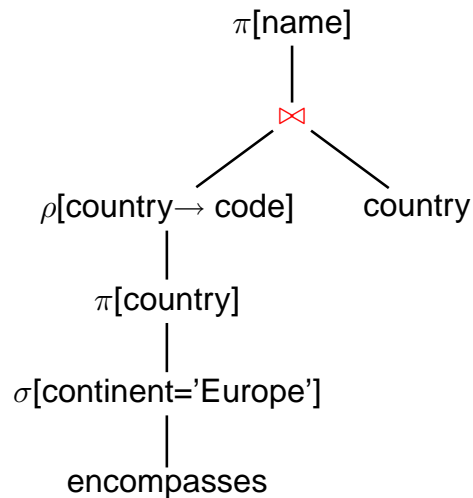 π[name]
⋈
ρ[country→ code] country
π[country]
σ[continent='Europe']
encompasses